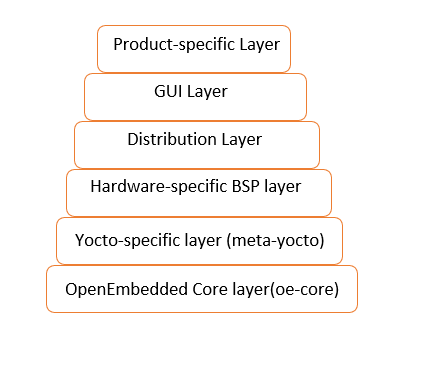 Product-specific Layer
GUI Layer
Distribution Layer
Hardware-specific BSP layer
Yocto-specific layer (meta-yocto)
OpenEmbedded Core layer(oe-core)